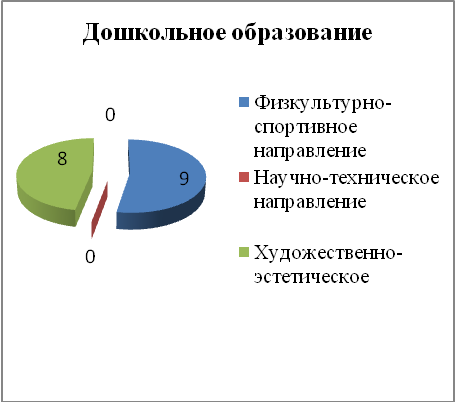 Дошкольное образование
0
8
9
0
Физкультурно-
спортивное
направление
Научно-техническое
направление
Художественно-
эстетическое